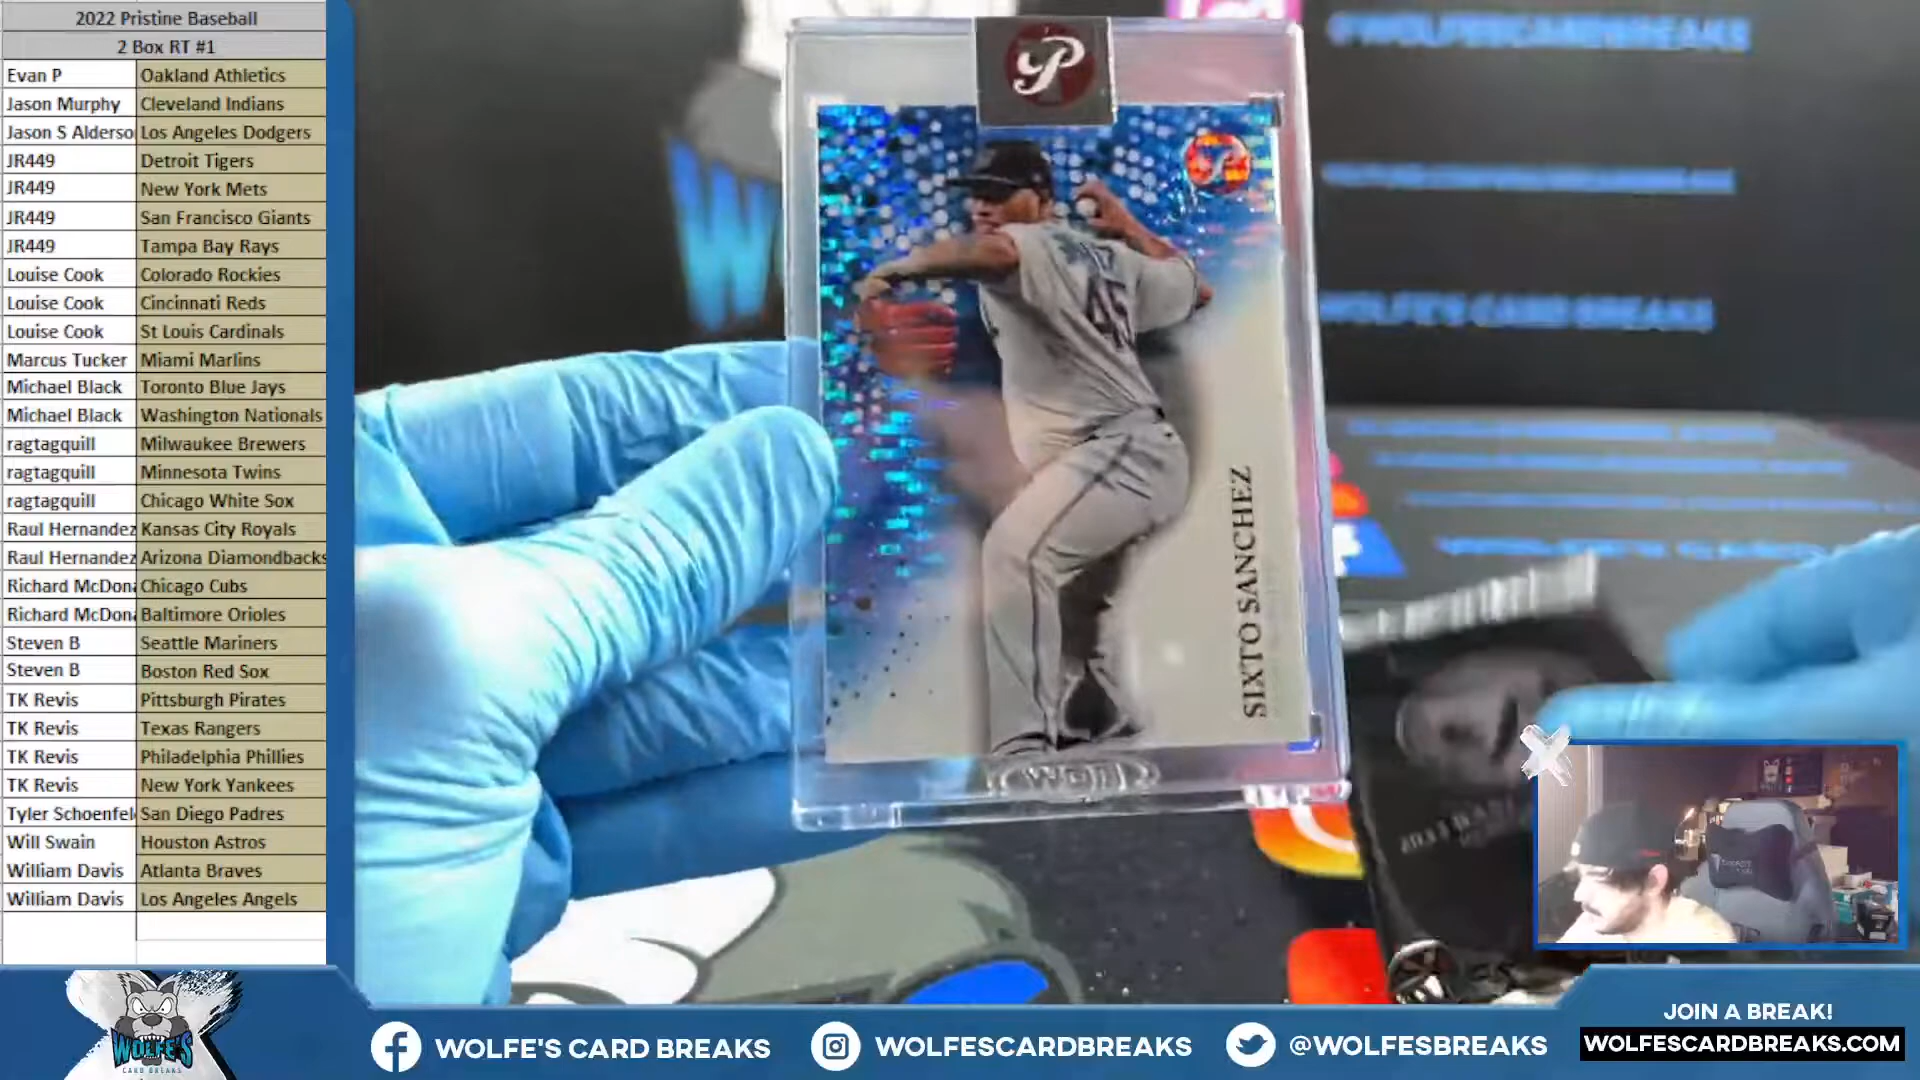 2022 Pristine Baseball
2 Box RT #1
Evan P Oakland Athletics
Jason Murphy Cleveland Indians
Jason S Alderso Los Angeles Dodgers
JR449 Detroit Tigers
JR449 New York Mets
JR449 San Francisco Giants
JR449 Tampa Bay Rays
Louise Cook Colorado Rockies
Louise Cook Cincinnati Reds
Louise Cook St Louis Cardinals
Marcus Tucker Miami Marlins
Michael Black Toronto Blue Jays
Michael Black Washington Nationals
ragtagquill Milwaukee Brewers
ragtagquill Minnesota Twins
ragtagquill Chicago White Sox
Raul Hernandez Kansas City Royals
Raul Hernandez Arizona Diamondbacks
Richard McDona Chicago Cubs
Richard McDona Baltimore Orioles
Steven B Seattle Mariners
Steven B Boston Red Sox
TK Revis Pittsburgh Pirates
TK Revis Texas Rangers
TK Revis Philadelphia Phillies
TK Revis New York Yankees
Tyler Schoenfel San Diego Padres
Will Swain Houston Astros
William Davis Atlanta Braves
William Davis Los Angeles Angels
@WOLFESCARDBREAKS
WOLFE'S CARD BREAKS
P
P
45
SIXTO SANCHEZ
W
WOLFE'S
CARD BREAKS
WOLFE'S CARD BREAKS
WOLFESCARDBREAKS
@WOLFESBREAKS
JOIN A BREAK!
WOLFESCARDBREAKS.COM